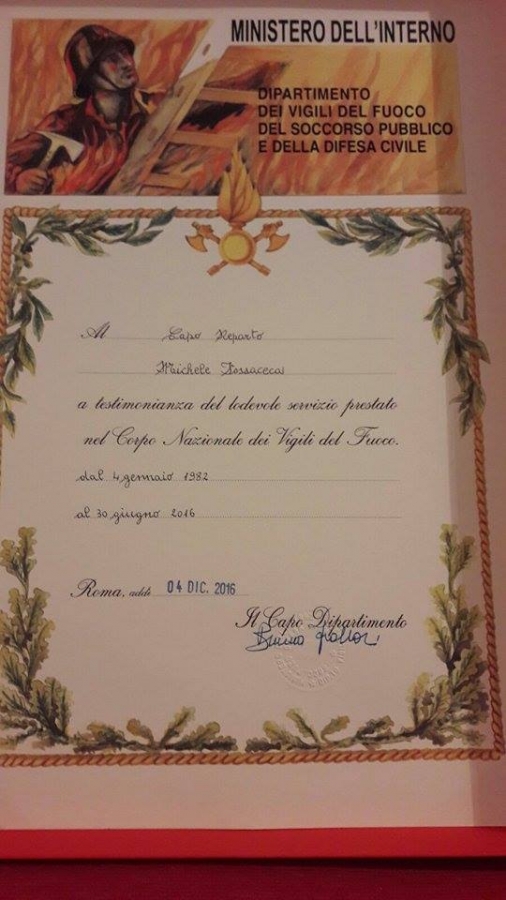 MINISTERO DELL'INTERNO
DIPARTIMENTO
DEI VIGILI DEL FUOCO
DEL SOCCORSO PUBBLICO
E DELLA DIFESA CIVILE
Al Capo Reparto
Michele Fossaceca
a testimonianza del lodevole servizio prestato
nel Corpo Nazionale dei Vigili del Fuoco.
dal 4 gennaio 1982
al 30 giugno 2016
Roma, addì 04 DIC. 2016
Il Capo Dipartimento